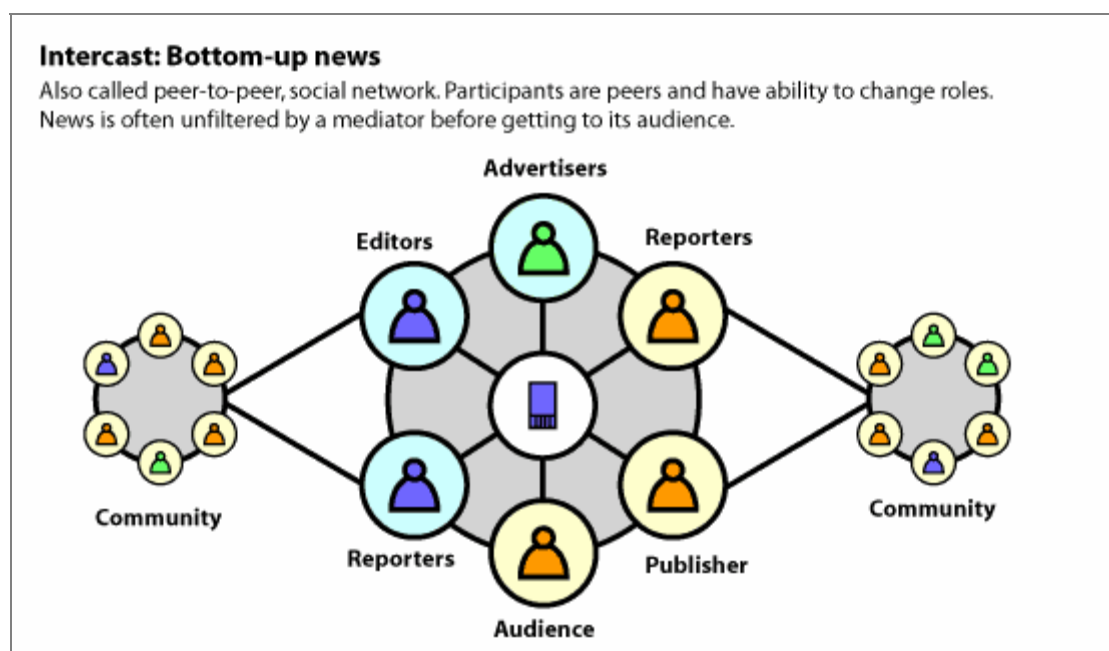 Intercast: Bottom-up news
Also called peer-to-peer, social network. Participants are peers and have ability to change roles.
News is often unfiltered by a mediator before getting to its audience.
Advertisers
Editors
Reporters
Community
Community
Reporters
Publisher
Audience